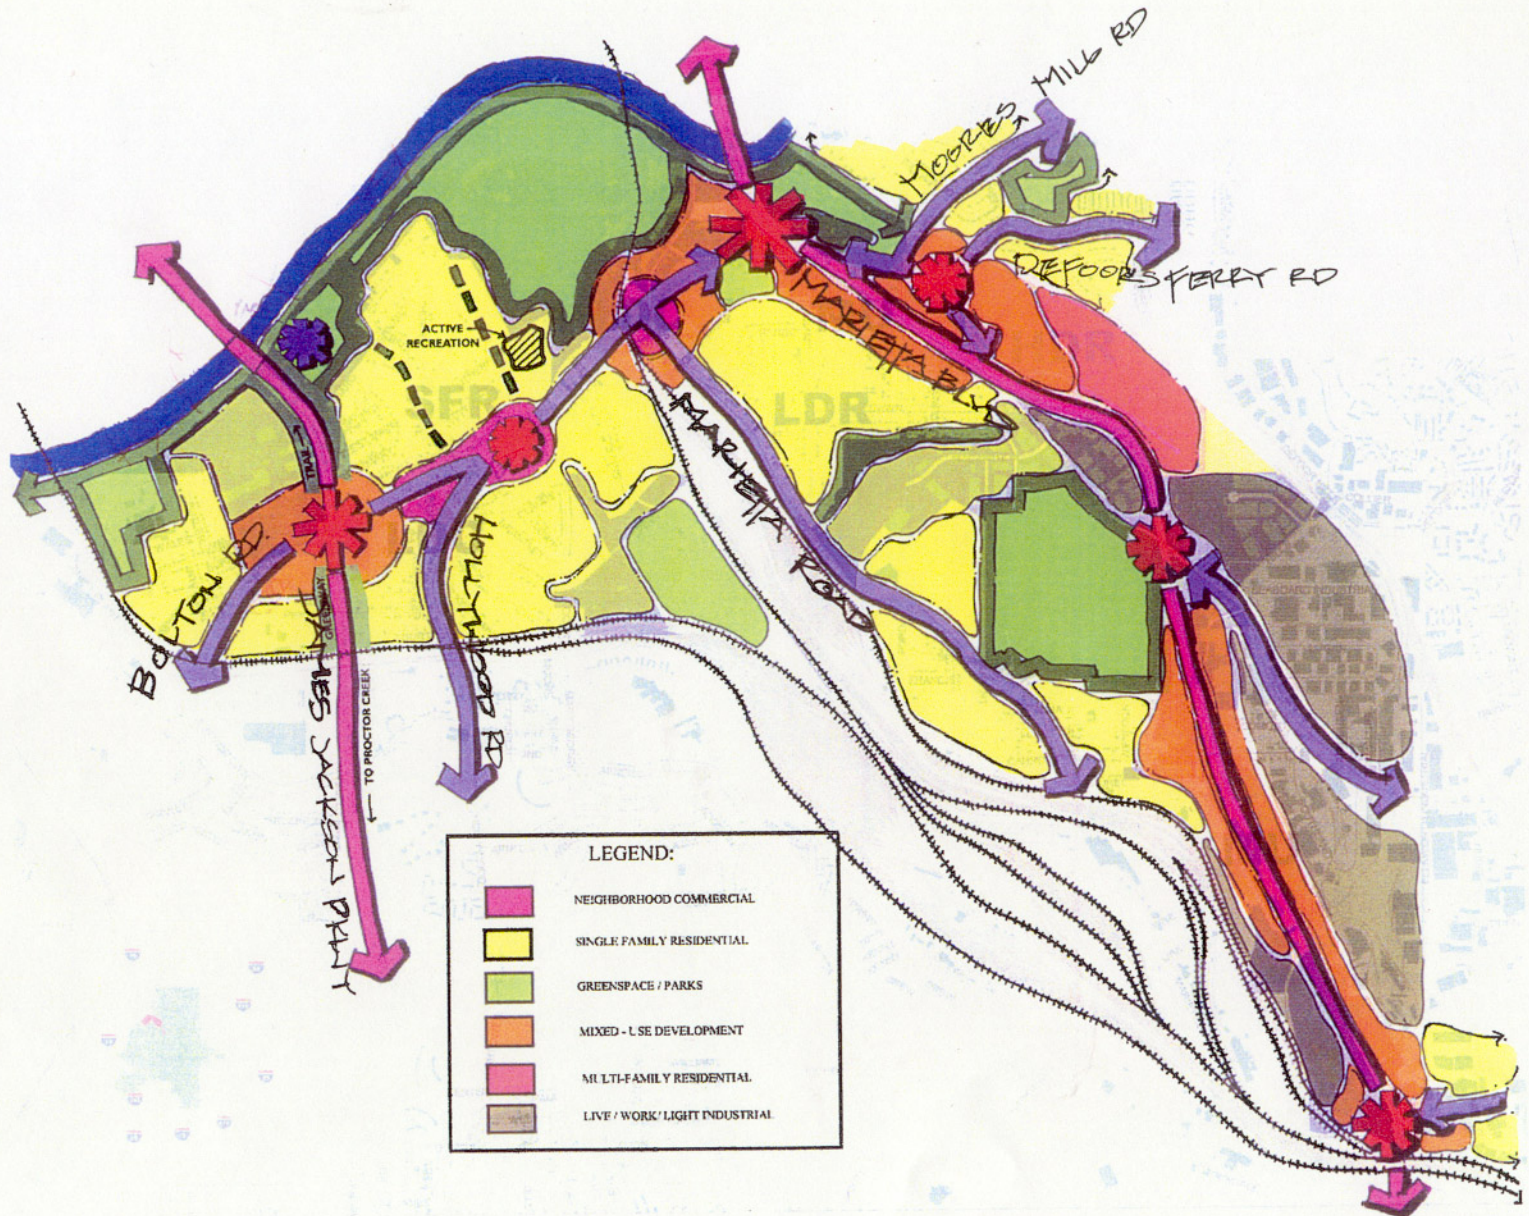 MOORES MILL RD
DEFOORS FERRY RD
MARIETTA BLVD
ACTIVE
RECREATION
SFR
LDR
MARIETTA ROAD
TRAIL
BOLTON RD.
HOLLYWOOD RD
JAMES JACKSON PKWY
TO PROCTOR CREEK
LEGEND:
NEIGHBORHOOD COMMERCIAL
SINGLE FAMILY RESIDENTIAL
GREENSPACE / PARKS
MIXED - USE DEVELOPMENT
MULTI-FAMILY RESIDENTIAL
LIVE / WORK / LIGHT INDUSTRIAL